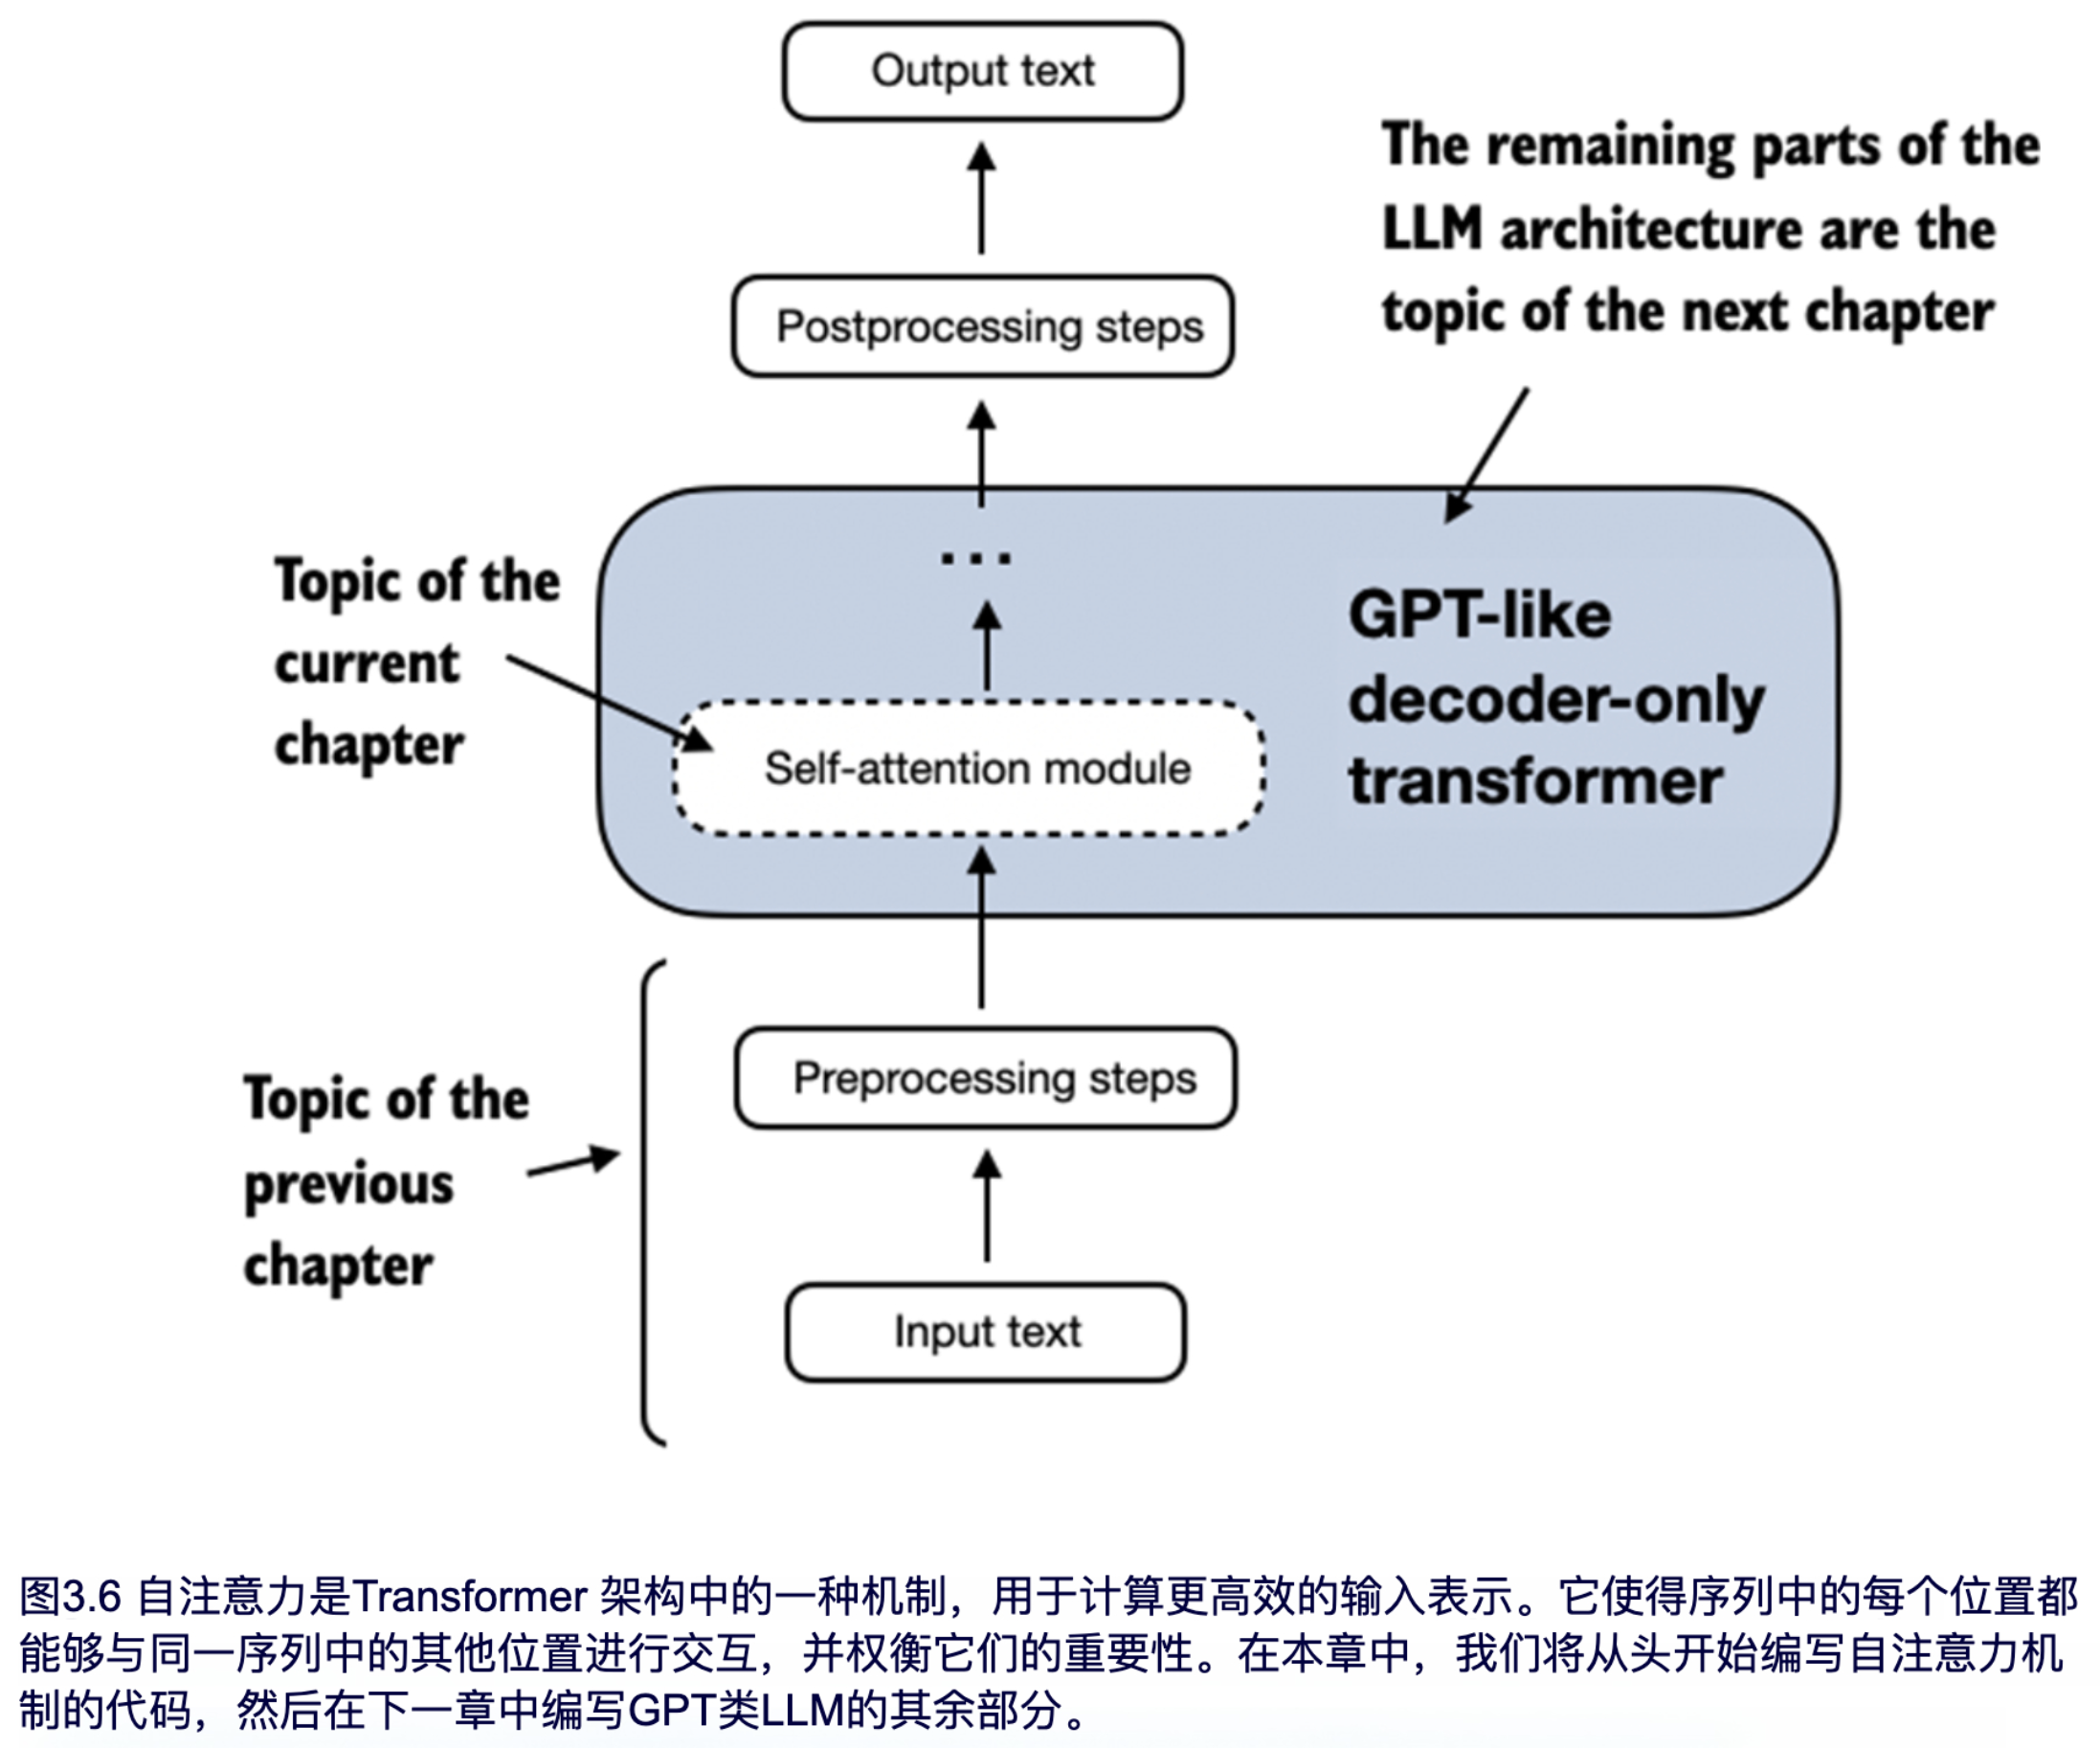 Output text
The remaining parts of the
LLM architecture are the
topic of the next chapter
Postprocessing steps
...
Topic of the
current
chapter
GPT-like
decoder-only
transformer
Self-attention module
Preprocessing steps
Topic of the
previous
chapter
Input text
图3.6 自注意力是Transformer 架构中的一种机制，用于计算更高效的输入表示。它使得序列中的每个位置都
能够与同一序列中的其他位置进行交互，并权衡它们的重要性。在本章中，我们将从头开始编写自注意力机
制的代码，然后在下一章中编写GPT类LLM的其余部分。